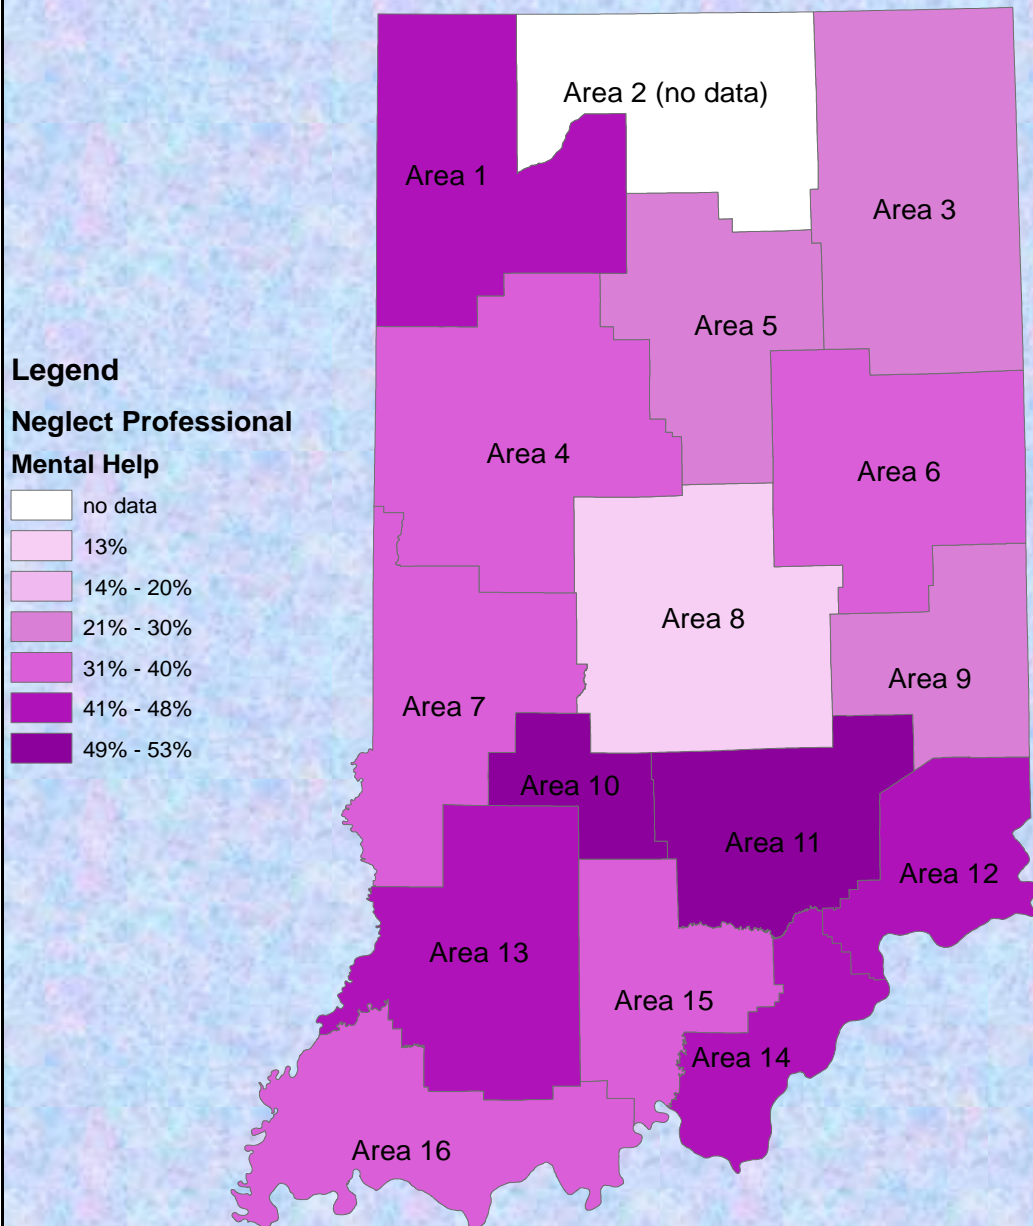 Area 2 (no data)
Area 1
Area 3
Area 5
Legend
Neglect Professional
Mental Help
no data
13%
14% - 20%
21% - 30%
31% - 40%
41% - 48%
49% - 53%
Area 4
Area 6
Area 8
Area 9
Area 7
Area 10
Area 11
Area 12
Area 13
Area 15
Area 14
Area 16